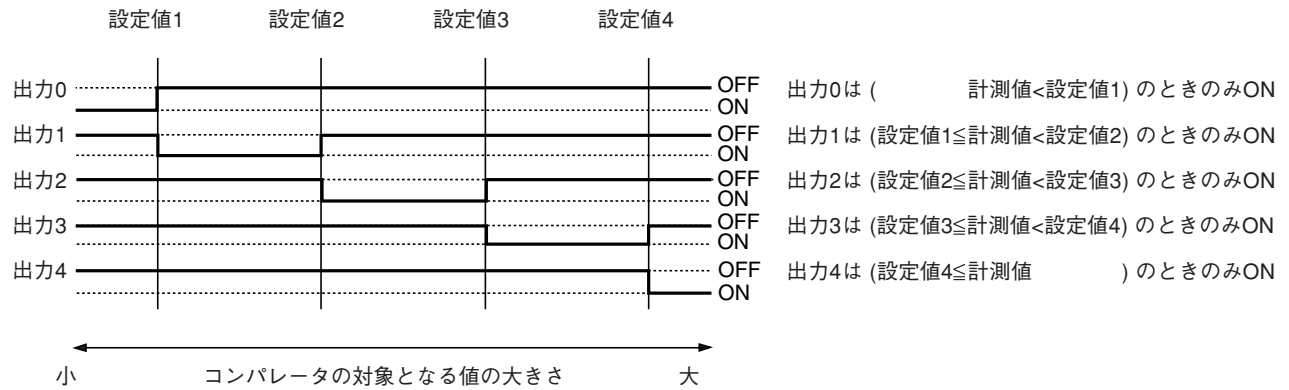 設定値1 設定値2 設定値3 設定値4
出力0 OFF 出力0は ( 計測値<設定値1) のときのみON
ON
出力1 OFF 出力1は (設定値1≦計測値<設定値2) のときのみON
ON
出力2 OFF 出力2は (設定値2≦計測値<設定値3) のときのみON
ON
出力3 OFF 出力3は (設定値3≦計測値<設定値4) のときのみON
ON
出力4 OFF 出力4は (設定値4≦計測値 ) のときのみON
ON
小 コンパレータの対象となる値の大きさ 大